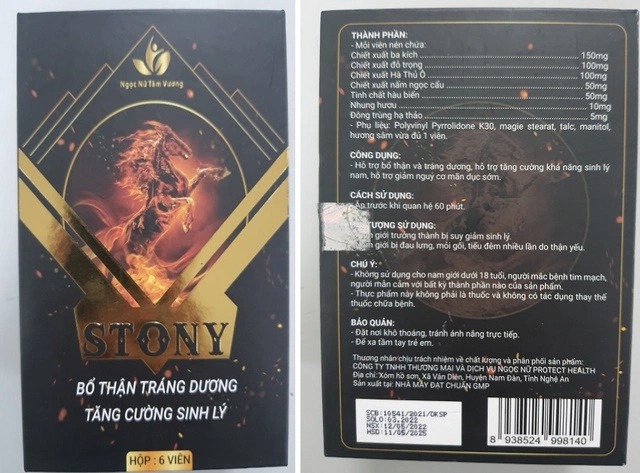 Ngọc Nữ Tâm Vương
STONY
BỔ THẬN TRÁNG DƯƠNG
TĂNG CƯỜNG SINH LÝ
HỘP : 6 VIÊN
THÀNH PHẦN:
- Mỗi viên nén chứa:
Chiết xuất ba kích 150mg
Chiết xuất đỗ trọng 100mg
Chiết xuất Hà Thủ Ô 100mg
Chiết xuất nấm ngọc cẩu 50mg
Tinh chất hàu biển 50mg
Nhung hươu 10mg
Đông trùng hạ thảo 5mg
- Phụ liệu: Polyvinyl Pyrrolidone K30, magie stearat, talc, manitol,
hương sâm vừa đủ 1 viên.
CÔNG DỤNG:
- Hỗ trợ bổ thận và tráng dương, hỗ trợ tăng cường khả năng sinh lý
nam, hỗ trợ giảm nguy cơ mãn dục sớm.
CÁCH SỬ DỤNG:
- Ăn trước khi quan hệ 60 phút.
TƯỢNG SỬ DỤNG:
giới trưởng thành bị suy giảm sinh lý.
giới bị đau lưng, mỏi gối, tiểu đêm nhiều lần do thận yếu.
CHÚ Ý:
- Không sử dụng cho nam giới dưới 18 tuổi, người mắc bệnh tim mạch,
người mẫn cảm với bất kỳ thành phần nào của sản phẩm.
- Thực phẩm này không phải là thuốc và không có tác dụng thay thế
thuốc chữa bệnh.
BẢO QUẢN:
- Đặt nơi khô thoáng, tránh ánh nắng trực tiếp.
- Để xa tầm tay trẻ em.
Thương nhân chịu trách nhiệm về chất lượng và phân phối sản phẩm:
CÔNG TY TNHH THƯƠNG MẠI VÀ DỊCH VỤ NGỌC NỮ PROTECT HEALTH
Địa chỉ: Xóm hồ sơn, Xã Vân Diên, Huyện Nam Đàn, Tỉnh Nghệ An
Sản xuất tại: NHÀ MÁY ĐẠT CHUẨN GMP
SCB:10541/2021/DKSP
SOLO:03.2022
NSX:12/05/2022
HSD:11/05/2025
8 938524 998140